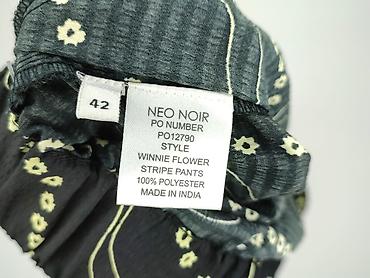 42
NEO NOIR
PO NUMBER
PO12790
STYLE
WINNIE FLOWER
STRIPE PANTS
100% POLYESTER
MADE IN INDIA